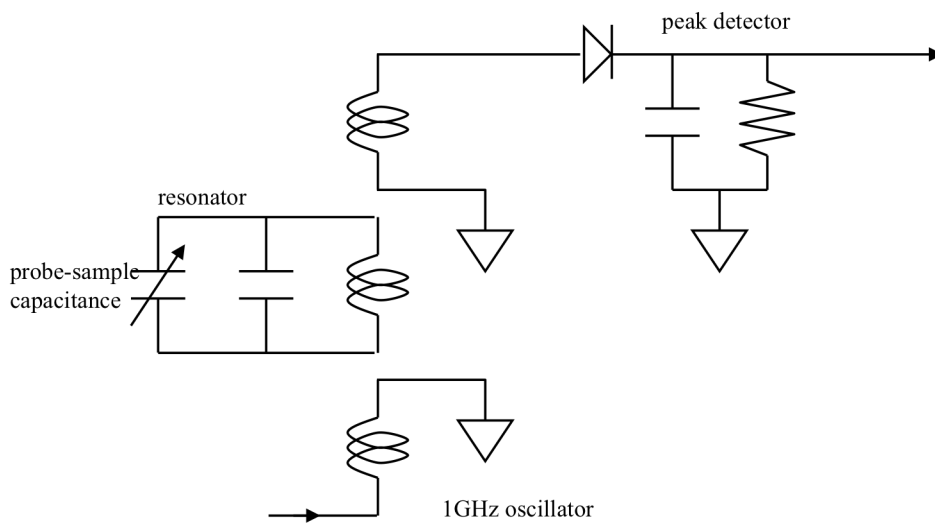 peak detector
resonator
probe-sample
capacitance
1GHz oscillator